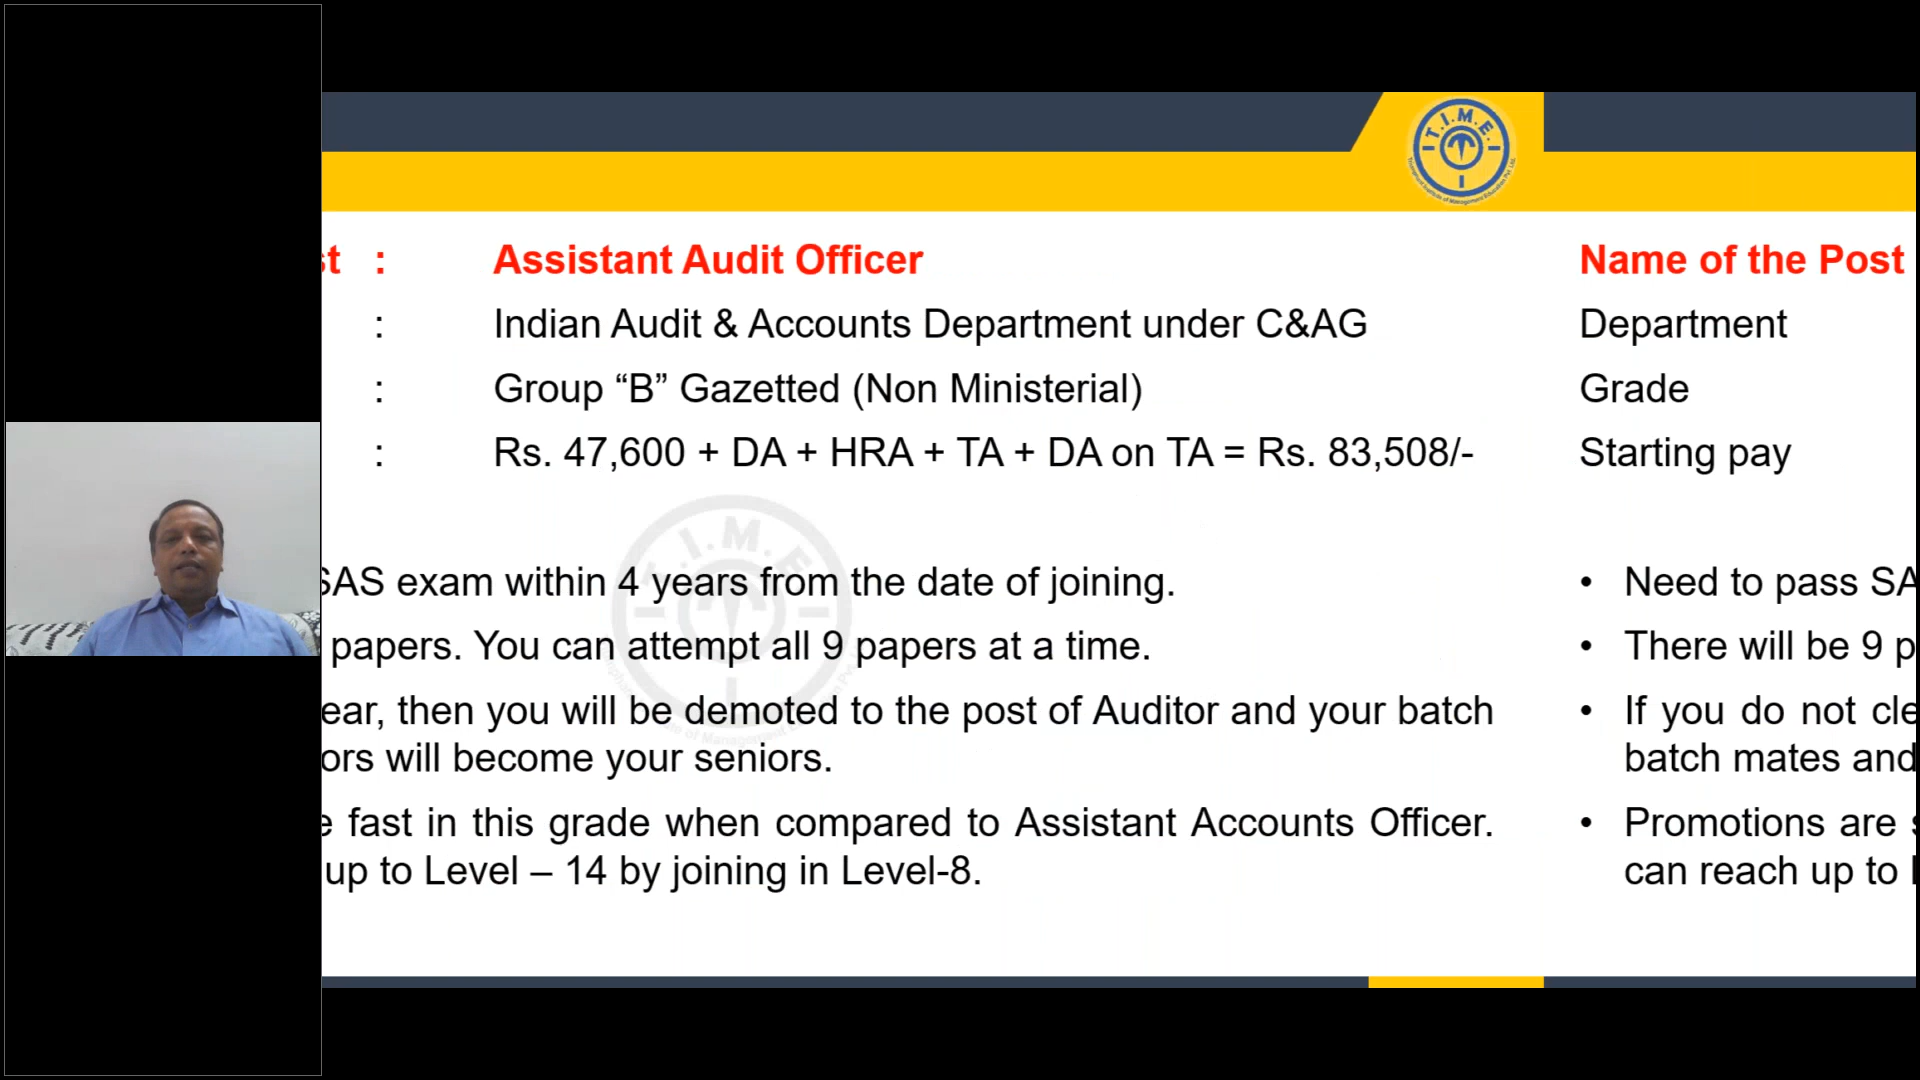 T.I.M.E.
st : Assistant Audit Officer
: Indian Audit & Accounts Department under C&AG
: Group “B” Gazetted (Non Ministerial)
: Rs. 47,600 + DA + HRA + TA + DA on TA = Rs. 83,508/-
SAS exam within 4 years from the date of joining.
papers. You can attempt all 9 papers at a time.
ear, then you will be demoted to the post of Auditor and your batch
ors will become your seniors.
e fast in this grade when compared to Assistant Accounts Officer.
up to Level – 14 by joining in Level-8.
Name of the Post
Department
Grade
Starting pay
• Need to pass SA
• There will be 9 p
• If you do not cle
batch mates and
• Promotions are s
can reach up to
T.I.M.E